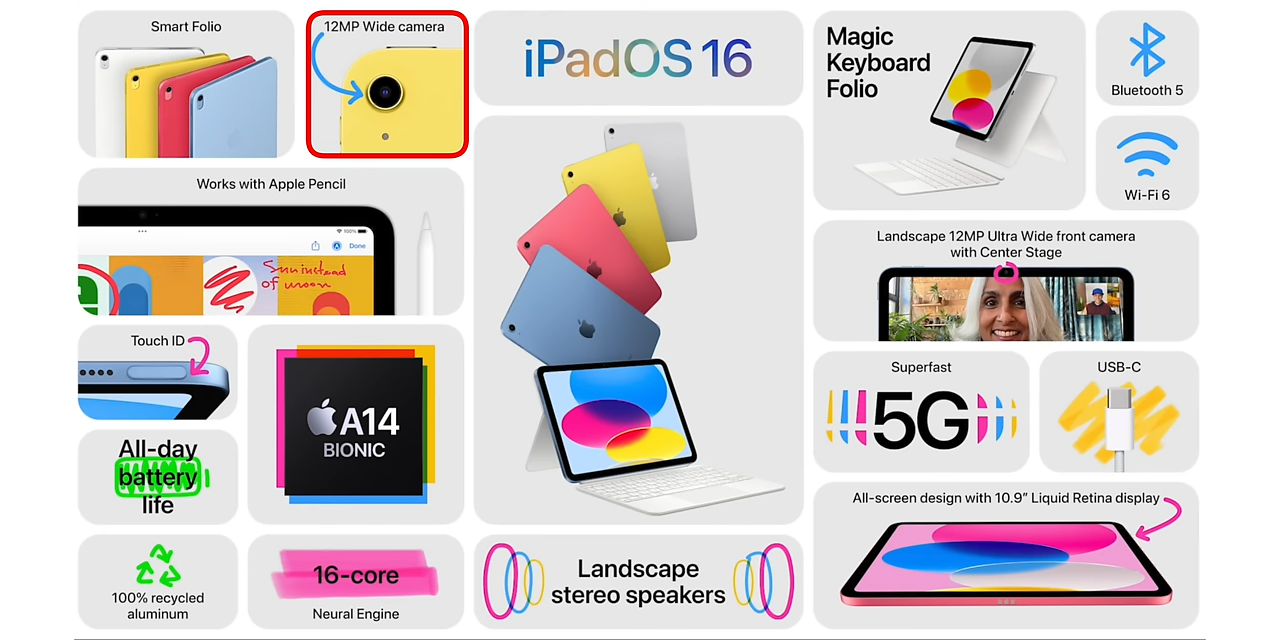 Smart Folio
12MP Wide camera
iPadOS 16
Magic
Keyboard
Folio
Bluetooth 5
Wi-Fi 6
Works with Apple Pencil
100%
Done
Sun instead
of moon
Landscape 12MP Ultra Wide front camera
with Center Stage
Touch ID
A14
BIONIC
Superfast
5G
USB-C
All-day
battery
life
All-screen design with 10.9" Liquid Retina display
100% recycled
aluminum
16-core
Neural Engine
Landscape
stereo speakers